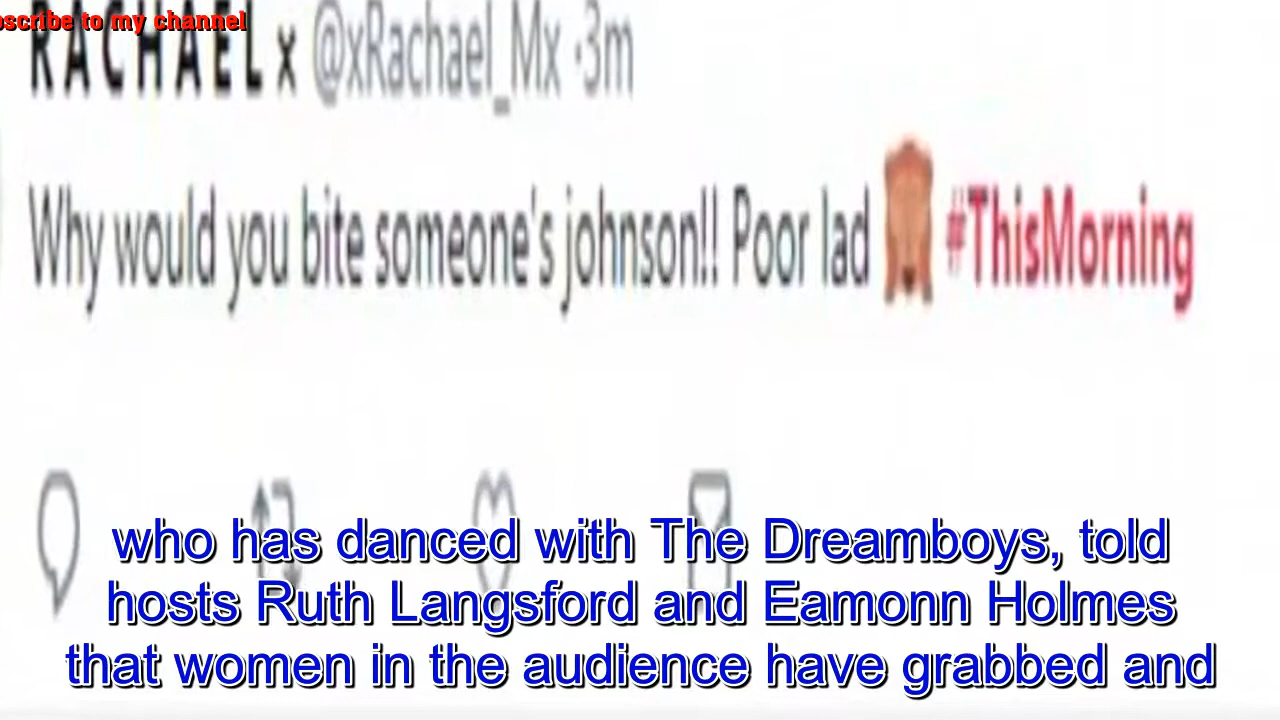 bscribe to my channel
RACHAEL x @xRachael_Mx ·3m
Why would you bite someone's johnson!! Poor lad 🙈 #ThisMorning
who has danced with The Dreamboys, told
hosts Ruth Langsford and Eamonn Holmes
that women in the audience have grabbed and